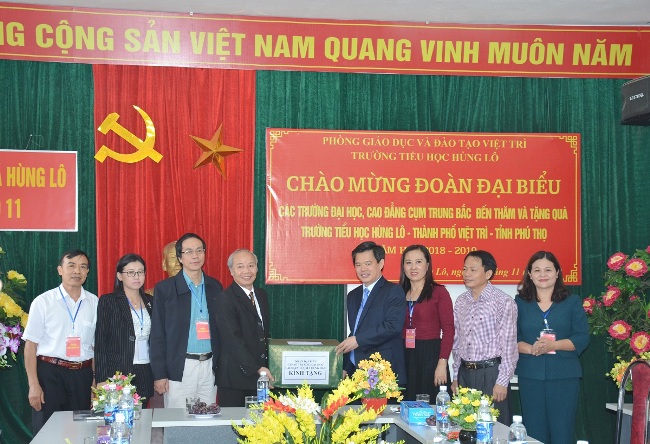 NG CỘNG SẢN VIỆT NAM QUANG VINH MUÔN NĂM
PHÒNG GIÁO DỤC VÀ ĐÀO TẠO VIỆT TRÌ
TRƯỜNG TIỂU HỌC HÙNG LÔ
CHÀO MỪNG ĐOÀN ĐẠI BIỂU
CÁC TRƯỜNG ĐẠI HỌC, CAO ĐẲNG CỤM TRUNG BẮC ĐẾN THĂM VÀ TẶNG QUÀ
TRƯỜNG TIỂU HỌC HÙNG LÔ - THÀNH PHỐ VIỆT TRÌ - TỈNH PHÚ THỌ
2018 - 2019
Lô, ng 11
HÙNG LÔ
11
KÍNH TẶNG